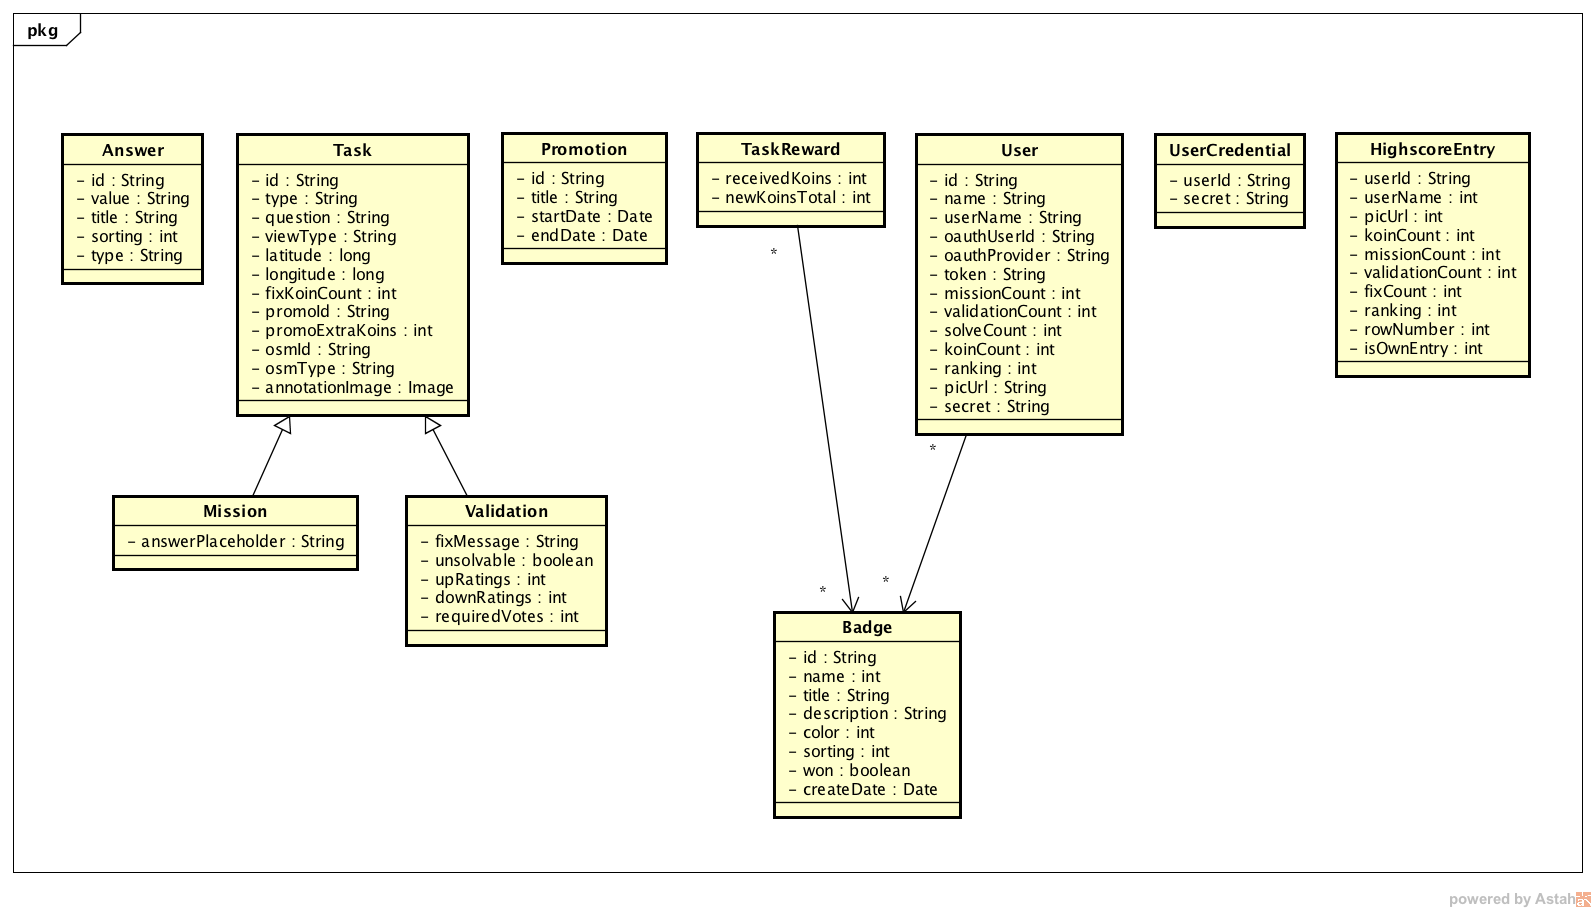 pkg
Answer
- id : String
- value : String
- title : String
- sorting : int
- type : String
Task
- id : String
- type : String
- question : String
- viewType : String
- latitude : long
- longitude : long
- fixKoinCount : int
- promoId : String
- promoExtraKoins : int
- osmId : String
- osmType : String
- annotationImage : Image
Promotion
- id : String
- title : String
- startDate : Date
- endDate : Date
TaskReward
- receivedKoins : int
- newKoinsTotal : int
User
- id : String
- name : String
- userName : String
- oauthUserId : String
- oauthProvider : String
- token : String
- missionCount : int
- validationCount : int
- solveCount : int
- koinCount : int
- ranking : int
- picUrl : String
- secret : String
UserCredential
- userId : String
- secret : String
HighscoreEntry
- userId : String
- userName : int
- picUrl : int
- koinCount : int
- missionCount : int
- validationCount : int
- fixCount : int
- ranking : int
- rowNumber : int
- isOwnEntry : int
*
*
Mission
- answerPlaceholder : String
Validation
- fixMessage : String
- unsolvable : boolean
- upRatings : int
- downRatings : int
- requiredVotes : int
*
*
Badge
- id : String
- name : int
- title : String
- description : String
- color : int
- sorting : int
- won : boolean
- createDate : Date
powered by Astah